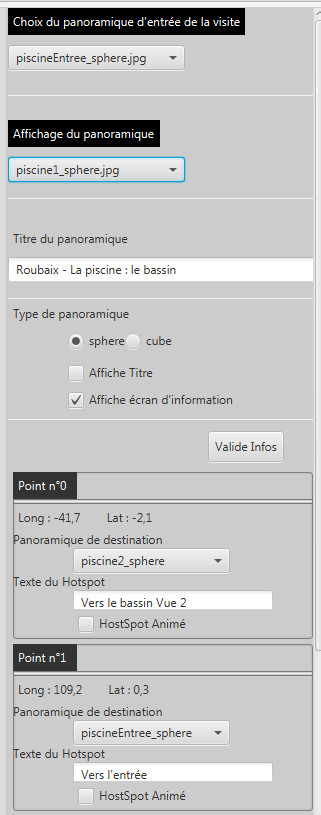 Choix du panoramique d'entrée de la visite
piscineEntree_sphere.jpg
Affichage du panoramique
piscine1_sphere.jpg
Titre du panoramique
Roubaix - La piscine : le bassin
Type de panoramique
sphere cube
Affiche Titre
Affiche écran d'information
Valide Infos
Point n°0
Long : -41,7 Lat : -2,1
Panoramique de destination
piscine2_sphere
Texte du Hotspot
Vers le bassin Vue 2
HostSpot Animé
Point n°1
Long : 109,2 Lat : 0,3
Panoramique de destination
piscineEntree_sphere
Texte du Hotspot
Vers l'entrée
HostSpot Animé